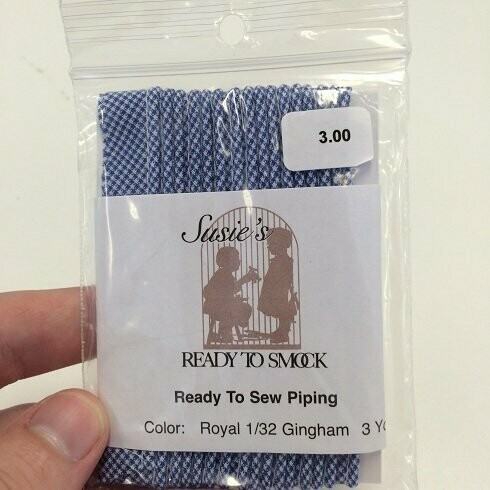 3.00
Susie's
READY TO SMOCK
Ready To Sew Piping
Color: Royal 1/32 Gingham 3